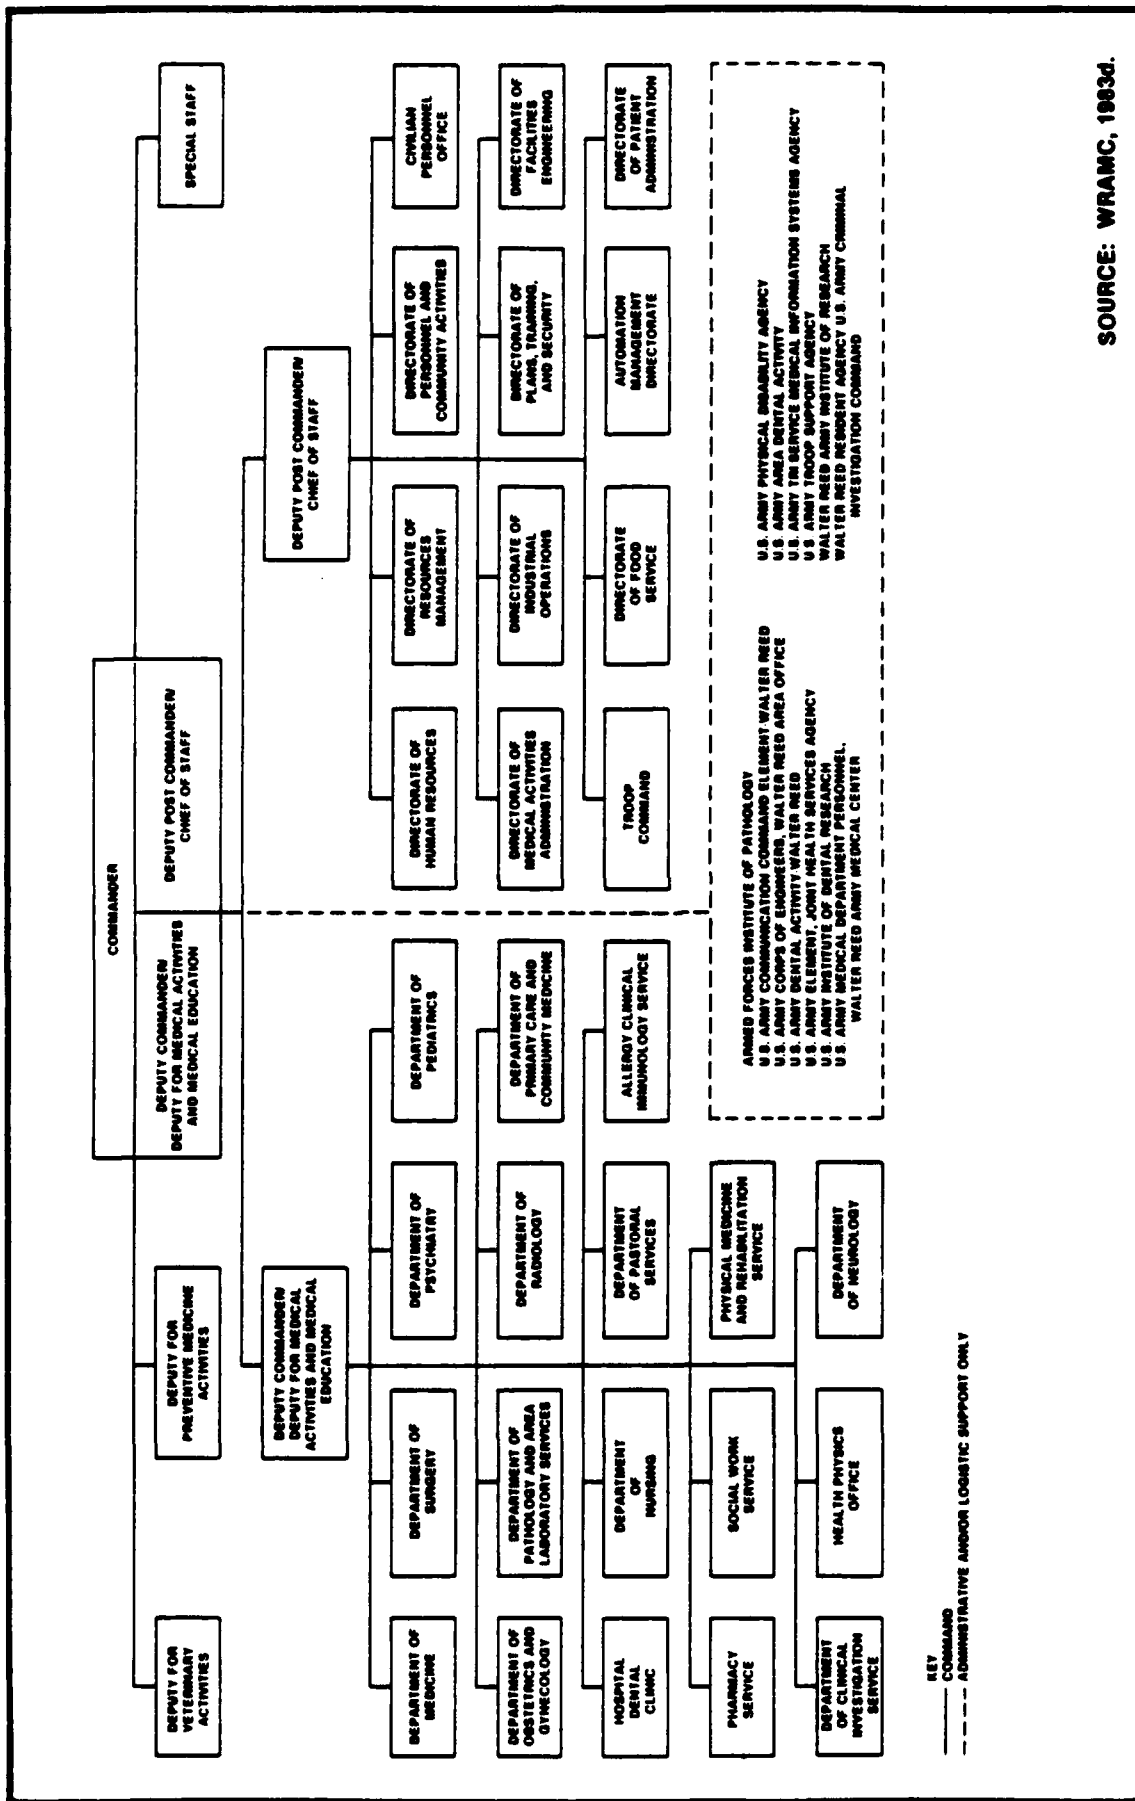 COMMANDER
DEPUTY COMMANDER/
DEPUTY FOR MEDICAL ACTIVITIES
AND MEDICAL EDUCATION
DEPUTY POST COMMANDER/
CHIEF OF STAFF
DEPUTY FOR
VETERINARY
ACTIVITIES
DEPUTY FOR
PREVENTIVE MEDICINE
ACTIVITIES
SPECIAL STAFF
DEPUTY COMMANDER/
DEPUTY FOR MEDICAL
ACTIVITIES AND MEDICAL
EDUCATION
DEPUTY POST COMMANDER/
CHIEF OF STAFF
DEPARTMENT OF
MEDICINE
DEPARTMENT OF
SURGERY
DEPARTMENT OF
PSYCHIATRY
DEPARTMENT OF
PEDIATRICS
DIRECTORATE OF
HUMAN RESOURCES
DIRECTORATE OF
RESOURCES
MANAGEMENT
DIRECTORATE OF
PERSONNEL AND
COMMUNITY ACTIVITIES
CIVILIAN
PERSONNEL
OFFICE
DEPARTMENT OF
OBSTETRICS AND
GYNECOLOGY
DEPARTMENT OF
PATHOLOGY AND AREA
LABORATORY SERVICES
DEPARTMENT OF
RADIOLOGY
DEPARTMENT OF
PRIMARY CARE AND
COMMUNITY MEDICINE
DIRECTORATE OF
MEDICAL ACTIVITIES
ADMINISTRATION
DIRECTORATE OF
INDUSTRIAL
OPERATIONS
DIRECTORATE OF
PLANS, TRAINING,
AND SECURITY
DIRECTORATE OF
FACILITIES
ENGINEERING
HOSPITAL
DENTAL
CLINIC
DEPARTMENT
OF
NURSING
DEPARTMENT
OF PASTORAL
SERVICES
ALLERGY CLINICAL
IMMUNOLOGY SERVICE
TROOP
COMMAND
DIRECTORATE
OF FOOD
SERVICE
AUTOMATION
MANAGEMENT
DIRECTORATE
DIRECTORATE
OF PATIENT
ADMINISTRATION
PHARMACY
SERVICE
SOCIAL WORK
SERVICE
PHYSICAL MEDICINE
AND REHABILITATION
SERVICE
DEPARTMENT
OF CLINICAL
INVESTIGATION
SERVICE
HEALTH PHYSICS
OFFICE
DEPARTMENT
OF NEUROLOGY
ARMED FORCES INSTITUTE OF PATHOLOGY
U.S. ARMY COMMUNICATION COMMAND ELEMENT-WALTER REED
U.S. ARMY CORPS OF ENGINEERS, WALTER REED AREA OFFICE
U.S. ARMY DENTAL ACTIVITY-WALTER REED
U.S. ARMY ELEMENT, JOINT HEALTH SERVICES AGENCY
U.S. ARMY INSTITUTE OF DENTAL RESEARCH
U.S. ARMY MEDICAL DEPARTMENT PERSONNEL,
WALTER REED ARMY MEDICAL CENTER
U.S. ARMY PHYSICAL DISABILITY AGENCY
U.S. ARMY AREA DENTAL ACTIVITY
U.S. ARMY TRI SERVICE MEDICAL INFORMATION SYSTEMS AGENCY
U.S. ARMY TROOP SUPPORT AGENCY
WALTER REED ARMY INSTITUTE OF RESEARCH
WALTER REED RESIDENT AGENCY U.S. ARMY CRIMINAL
INVESTIGATION COMMAND
KEY
COMMAND
ADMINISTRATIVE AND/OR LOGISTIC SUPPORT ONLY
SOURCE: WRAMC, 1983d.